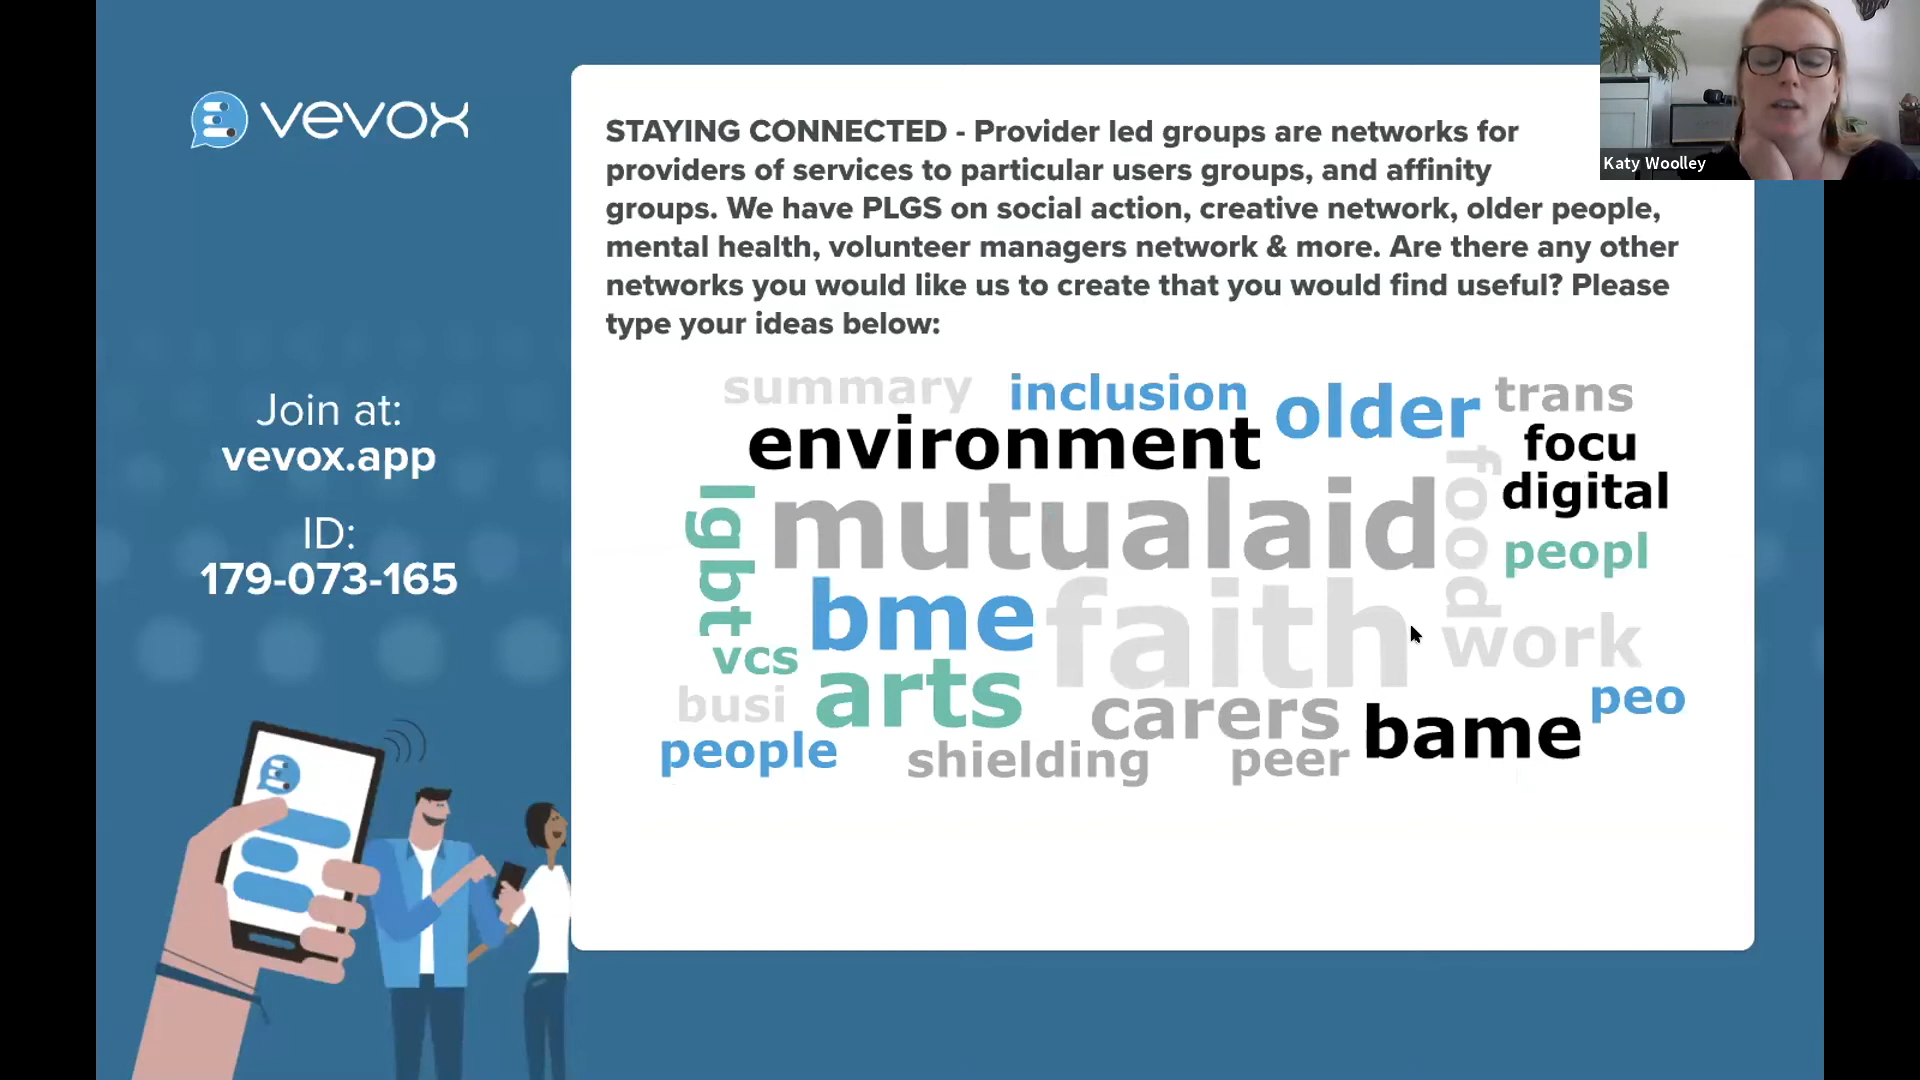 vevox
Join at:
vevox.app
ID:
179-073-165
STAYING CONNECTED - Provider led groups are networks for
providers of services to particular users groups, and affinity
groups. We have PLGS on social action, creative network, older people,
mental health, volunteer managers network & more. Are there any other
networks you would like us to create that you would find useful? Please
type your ideas below:
summary
inclusion
older
trans
environment
focu
food
digital
lgbt
mutualaid
peopl
bme
faith
work
vcs
arts
busi
carers
bame
peo
people
shielding
peer
Katy Woolley